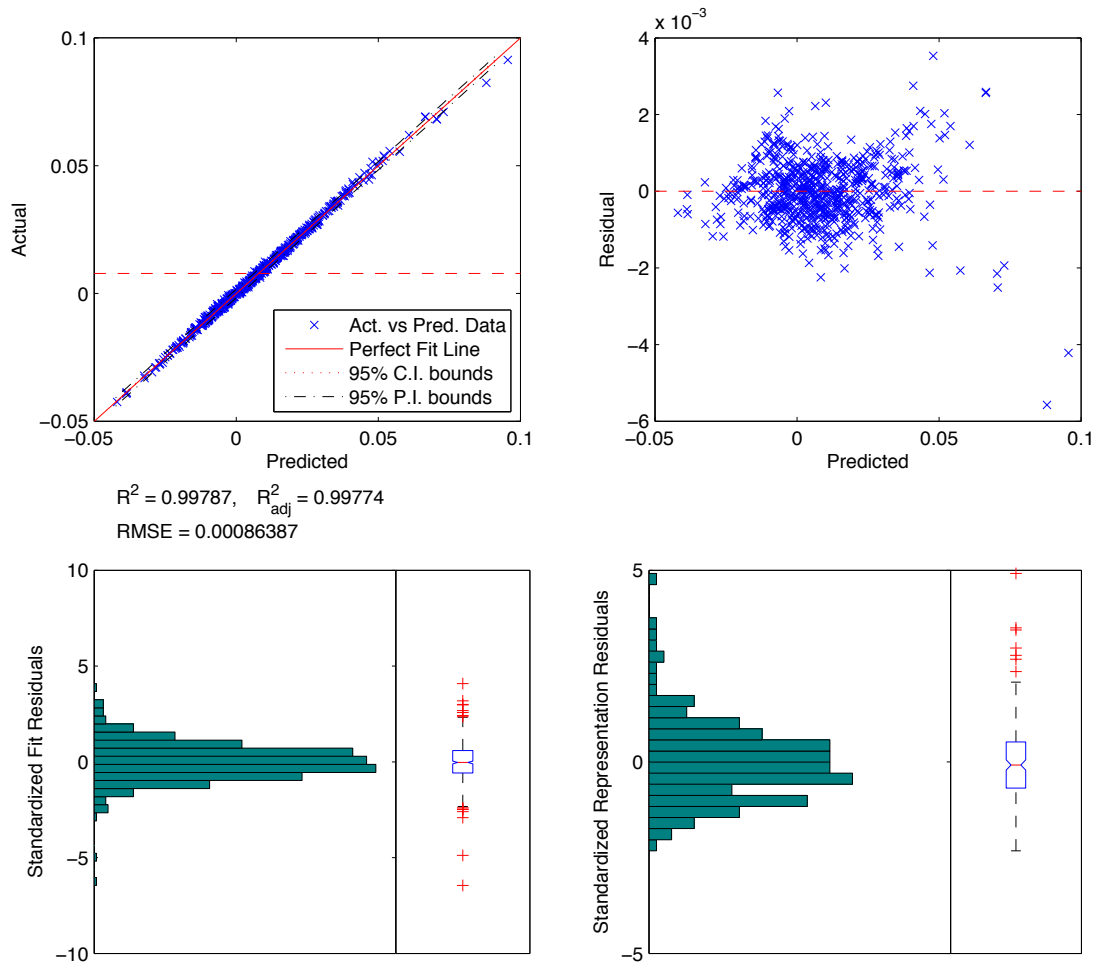 0.1
0.05
0
−0.05
Actual
−0.05
0
0.05
0.1
Predicted
Act. vs Pred. Data
Perfect Fit Line
95% C.I. bounds
95% P.I. bounds
R² = 0.99787, R²adj = 0.99774
RMSE = 0.00086387
x 10⁻³
4
2
0
−2
−4
−6
Residual
−0.05
0
0.05
0.1
Predicted
10
5
0
−5
−10
Standardized Fit Residuals
5
0
−5
Standardized Representation Residuals